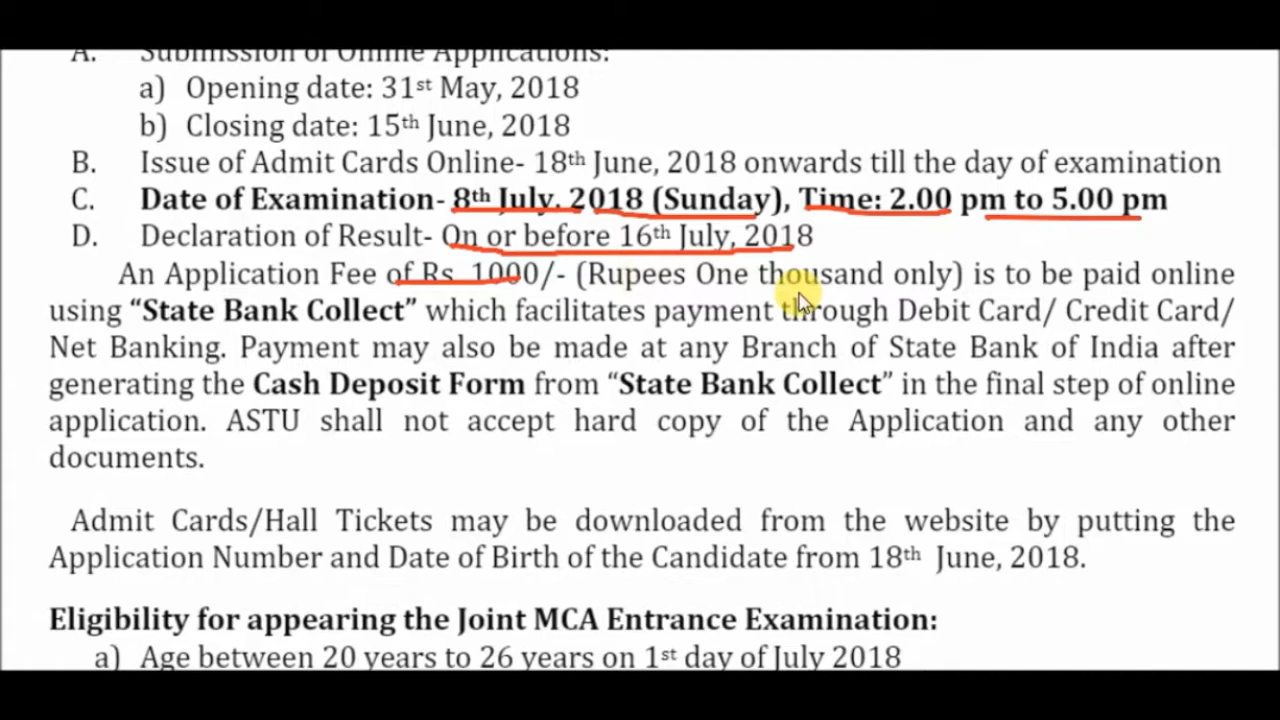 A. Submission of Online Applications:
a) Opening date: 31st May, 2018
b) Closing date: 15th June, 2018
B. Issue of Admit Cards Online- 18th June, 2018 onwards till the day of examination
C. Date of Examination- 8th July, 2018 (Sunday), Time: 2.00 pm to 5.00 pm
D. Declaration of Result- On or before 16th July, 2018
An Application Fee of Rs. 1000/- (Rupees One thousand only) is to be paid online
using “State Bank Collect” which facilitates payment through Debit Card/ Credit Card/
Net Banking. Payment may also be made at any Branch of State Bank of India after
generating the Cash Deposit Form from “State Bank Collect” in the final step of online
application. ASTU shall not accept hard copy of the Application and any other
documents.
Admit Cards/Hall Tickets may be downloaded from the website by putting the
Application Number and Date of Birth of the Candidate from 18th June, 2018.
Eligibility for appearing the Joint MCA Entrance Examination:
a) Age between 20 years to 26 years on 1st day of July 2018